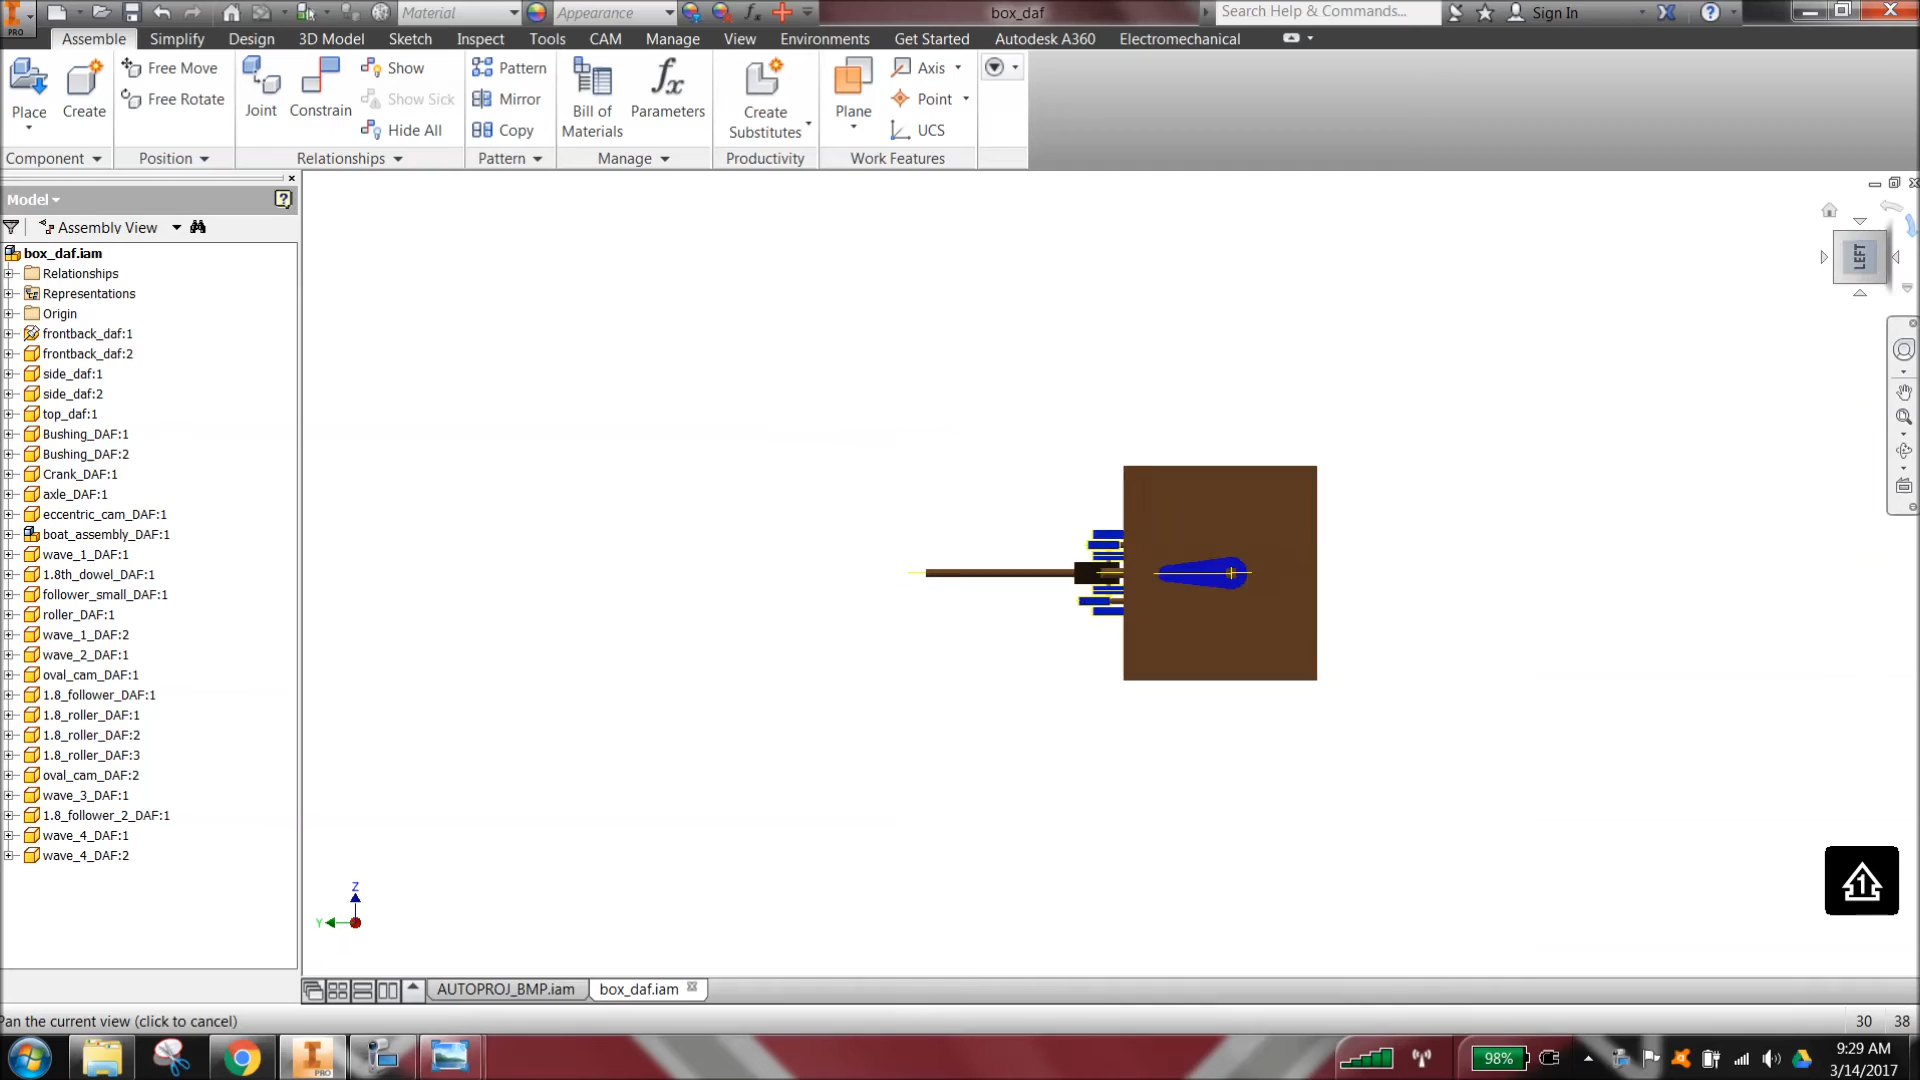 Material
Appearance
box_daf
Search Help & Commands...
Sign In
PRO
Assemble Simplify Design 3D Model Sketch Inspect Tools CAM Manage View Environments Get Started Autodesk A360 Electromechanical
Place
Create
Free Move
Free Rotate
Joint
Constrain
Show
Show Sick
Hide All
Pattern
Mirror
Copy
Bill of
Materials
Parameters
Create
Substitutes
Plane
Axis
Point
UCS
Component Position Relationships Pattern Manage Productivity Work Features
Model
Assembly View
box_daf.iam
Relationships
Representations
Origin
frontback_daf:1
frontback_daf:2
side_daf:1
side_daf:2
top_daf:1
Bushing_DAF:1
Bushing_DAF:2
Crank_DAF:1
axle_DAF:1
eccentric_cam_DAF:1
boat_assembly_DAF:1
wave_1_DAF:1
1.8th_dowel_DAF:1
follower_small_DAF:1
roller_DAF:1
wave_1_DAF:2
wave_2_DAF:1
oval_cam_DAF:1
1.8_follower_DAF:1
1.8_roller_DAF:1
1.8_roller_DAF:2
1.8_roller_DAF:3
oval_cam_DAF:2
wave_3_DAF:1
1.8_follower_2_DAF:1
wave_4_DAF:1
wave_4_DAF:2
LEFT
Z
Y
1
AUTOPROJ_BMP.iam box_daf.iam
Pan the current view (click to cancel)
30 38
PRO
98%
9:29 AM
3/14/2017